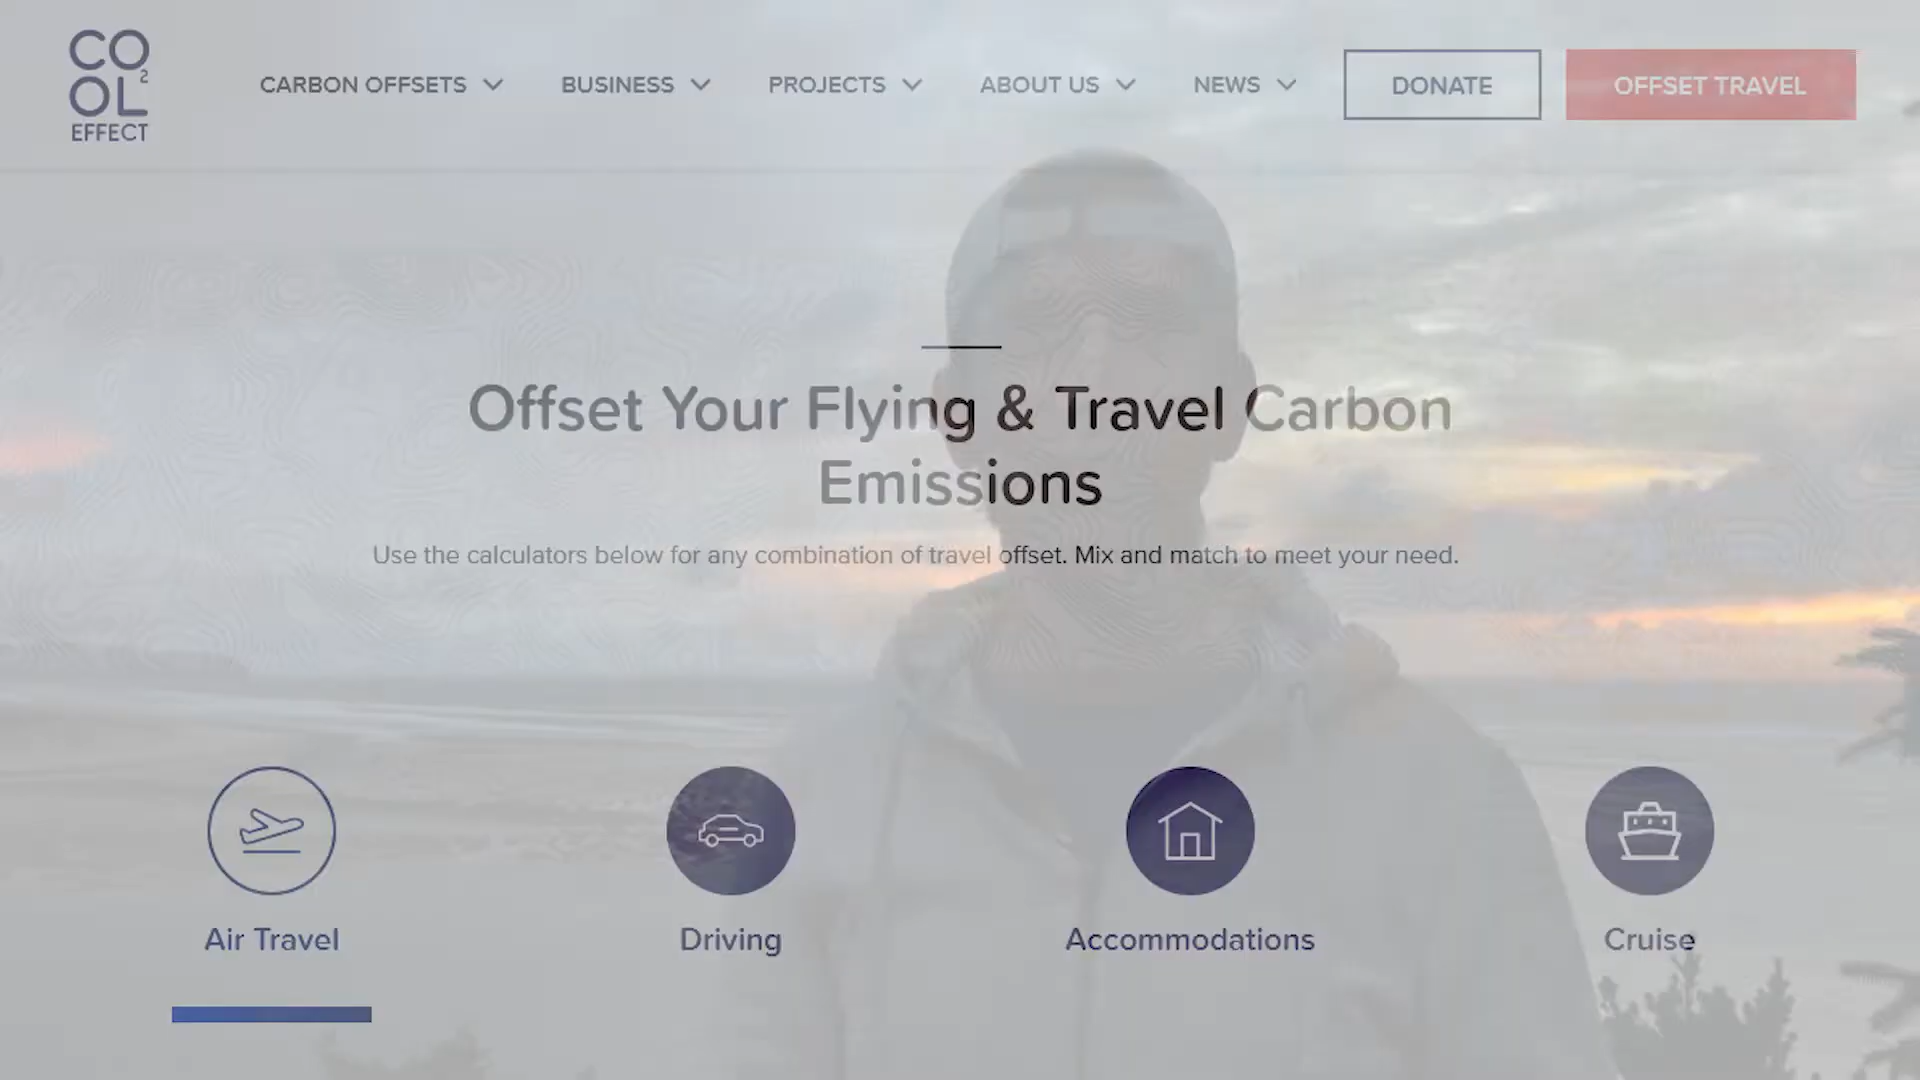 CO2
OL
EFFECT
CARBON OFFSETS
BUSINESS
PROJECTS
ABOUT US
NEWS
DONATE
OFFSET TRAVEL
Offset Your Flying & Travel Carbon
Emissions
Use the calculators below for any combination of travel offset. Mix and match to meet your need.
Air Travel
Driving
Accommodations
Cruise